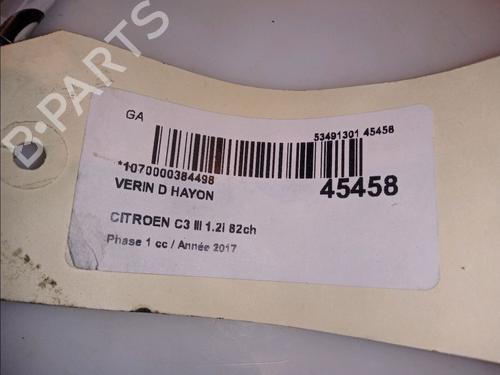 B-PARTS
GA
53491301 45458
*1070000384498
45458
VERIN D HAYON
CITROEN C3 III 1.2i 82ch
Phase 1 cc / Année 2017